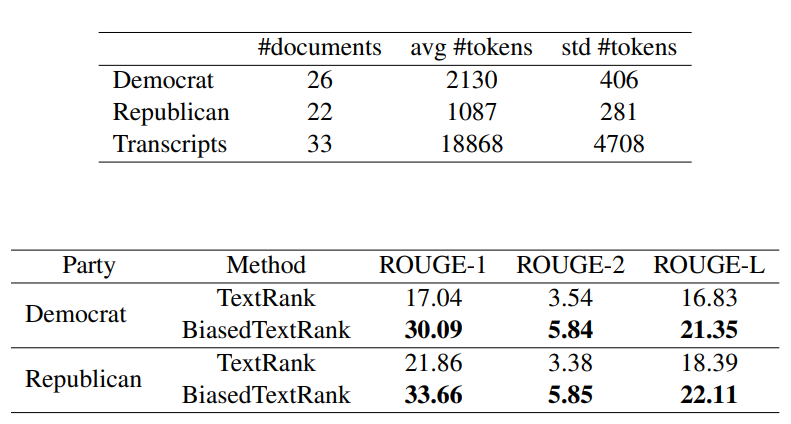 #documents avg #tokens std #tokens
Democrat 26 2130 406
Republican 22 1087 281
Transcripts 33 18868 4708
Party Method ROUGE-1 ROUGE-2 ROUGE-L
Democrat
TextRank 17.04 3.54 16.83
BiasedTextRank 30.09 5.84 21.35
Republican
TextRank 21.86 3.38 18.39
BiasedTextRank 33.66 5.85 22.11